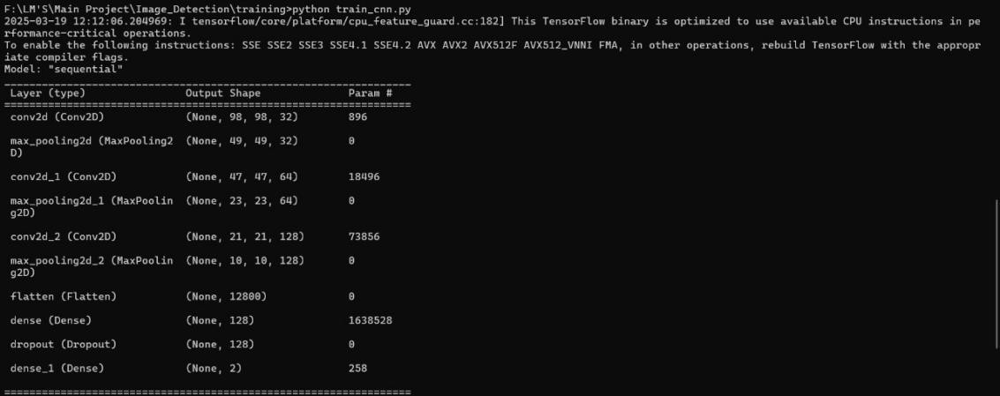 F:\LM'S\Main Project\Image_Detection\training>python train_cnn.py
2025-03-19 12:12:06.204969: I tensorflow/core/platform/cpu_feature_guard.cc:182] This TensorFlow binary is optimized to use available CPU instructions in pe
rformance-critical operations.
To enable the following instructions: SSE SSE2 SSE3 SSE4.1 SSE4.2 AVX AVX2 AVX512F AVX512_VNNI FMA, in other operations, rebuild TensorFlow with the appropr
iate compiler flags.
Model: "sequential"
_________________________________________________________________
Layer (type) Output Shape Param #
=================================================================
conv2d (Conv2D) (None, 98, 98, 32) 896
max_pooling2d (MaxPooling2 (None, 49, 49, 32) 0
D)
conv2d_1 (Conv2D) (None, 47, 47, 64) 18496
max_pooling2d_1 (MaxPoolin (None, 23, 23, 64) 0
g2D)
conv2d_2 (Conv2D) (None, 21, 21, 128) 73856
max_pooling2d_2 (MaxPoolin (None, 10, 10, 128) 0
g2D)
flatten (Flatten) (None, 12800) 0
dense (Dense) (None, 128) 1638528
dropout (Dropout) (None, 128) 0
dense_1 (Dense) (None, 2) 258
=================================================================